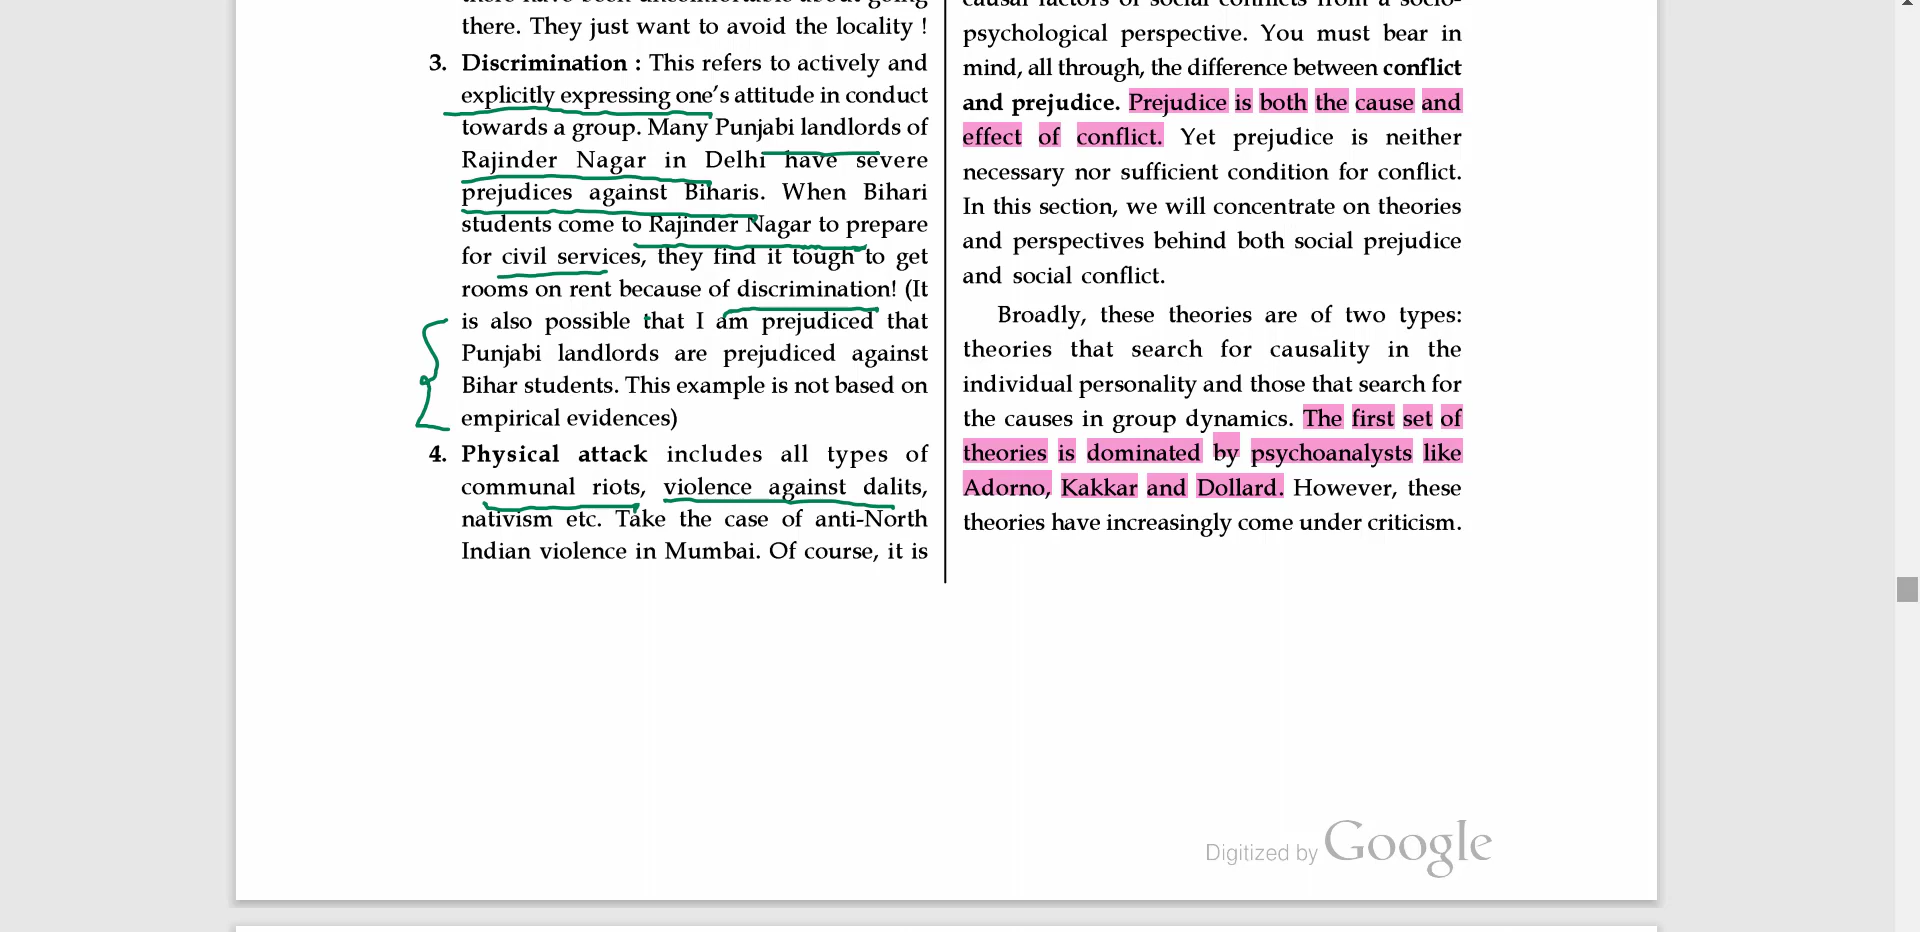 there. They just want to avoid the locality !
3. Discrimination : This refers to actively and
explicitly expressing one's attitude in conduct
towards a group. Many Punjabi landlords of
Rajinder Nagar in Delhi have severe
prejudices against Biharis. When Bihari
students come to Rajinder Nagar to prepare
for civil services, they find it tough to get
rooms on rent because of discrimination! (It
is also possible that I am prejudiced that
Punjabi landlords are prejudiced against
Bihar students. This example is not based on
empirical evidences)
4. Physical attack includes all types of
communal riots, violence against dalits,
nativism etc. Take the case of anti-North
Indian violence in Mumbai. Of course, it is
psychological perspective. You must bear in
mind, all through, the difference between conflict
and prejudice. Prejudice is both the cause and
effect of conflict. Yet prejudice is neither
necessary nor sufficient condition for conflict.
In this section, we will concentrate on theories
and perspectives behind both social prejudice
and social conflict.
Broadly, these theories are of two types:
theories that search for causality in the
individual personality and those that search for
the causes in group dynamics. The first set of
theories is dominated by psychoanalysts like
Adorno, Kakkar and Dollard. However, these
theories have increasingly come under criticism.
Digitized by Google